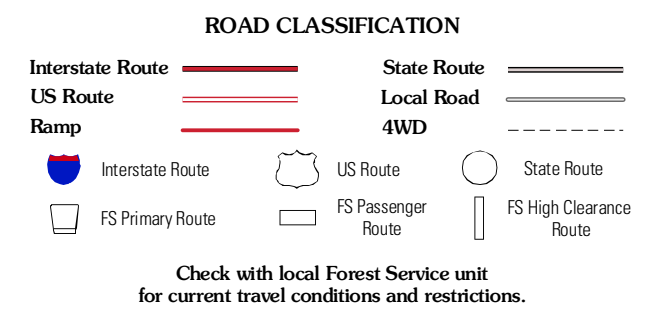 ROAD CLASSIFICATION
Interstate Route
State Route
US Route
Local Road
Ramp
4WD
Interstate Route
US Route
State Route
FS Primary Route
FS Passenger
Route
FS High Clearance
Route
Check with local Forest Service unit
for current travel conditions and restrictions.